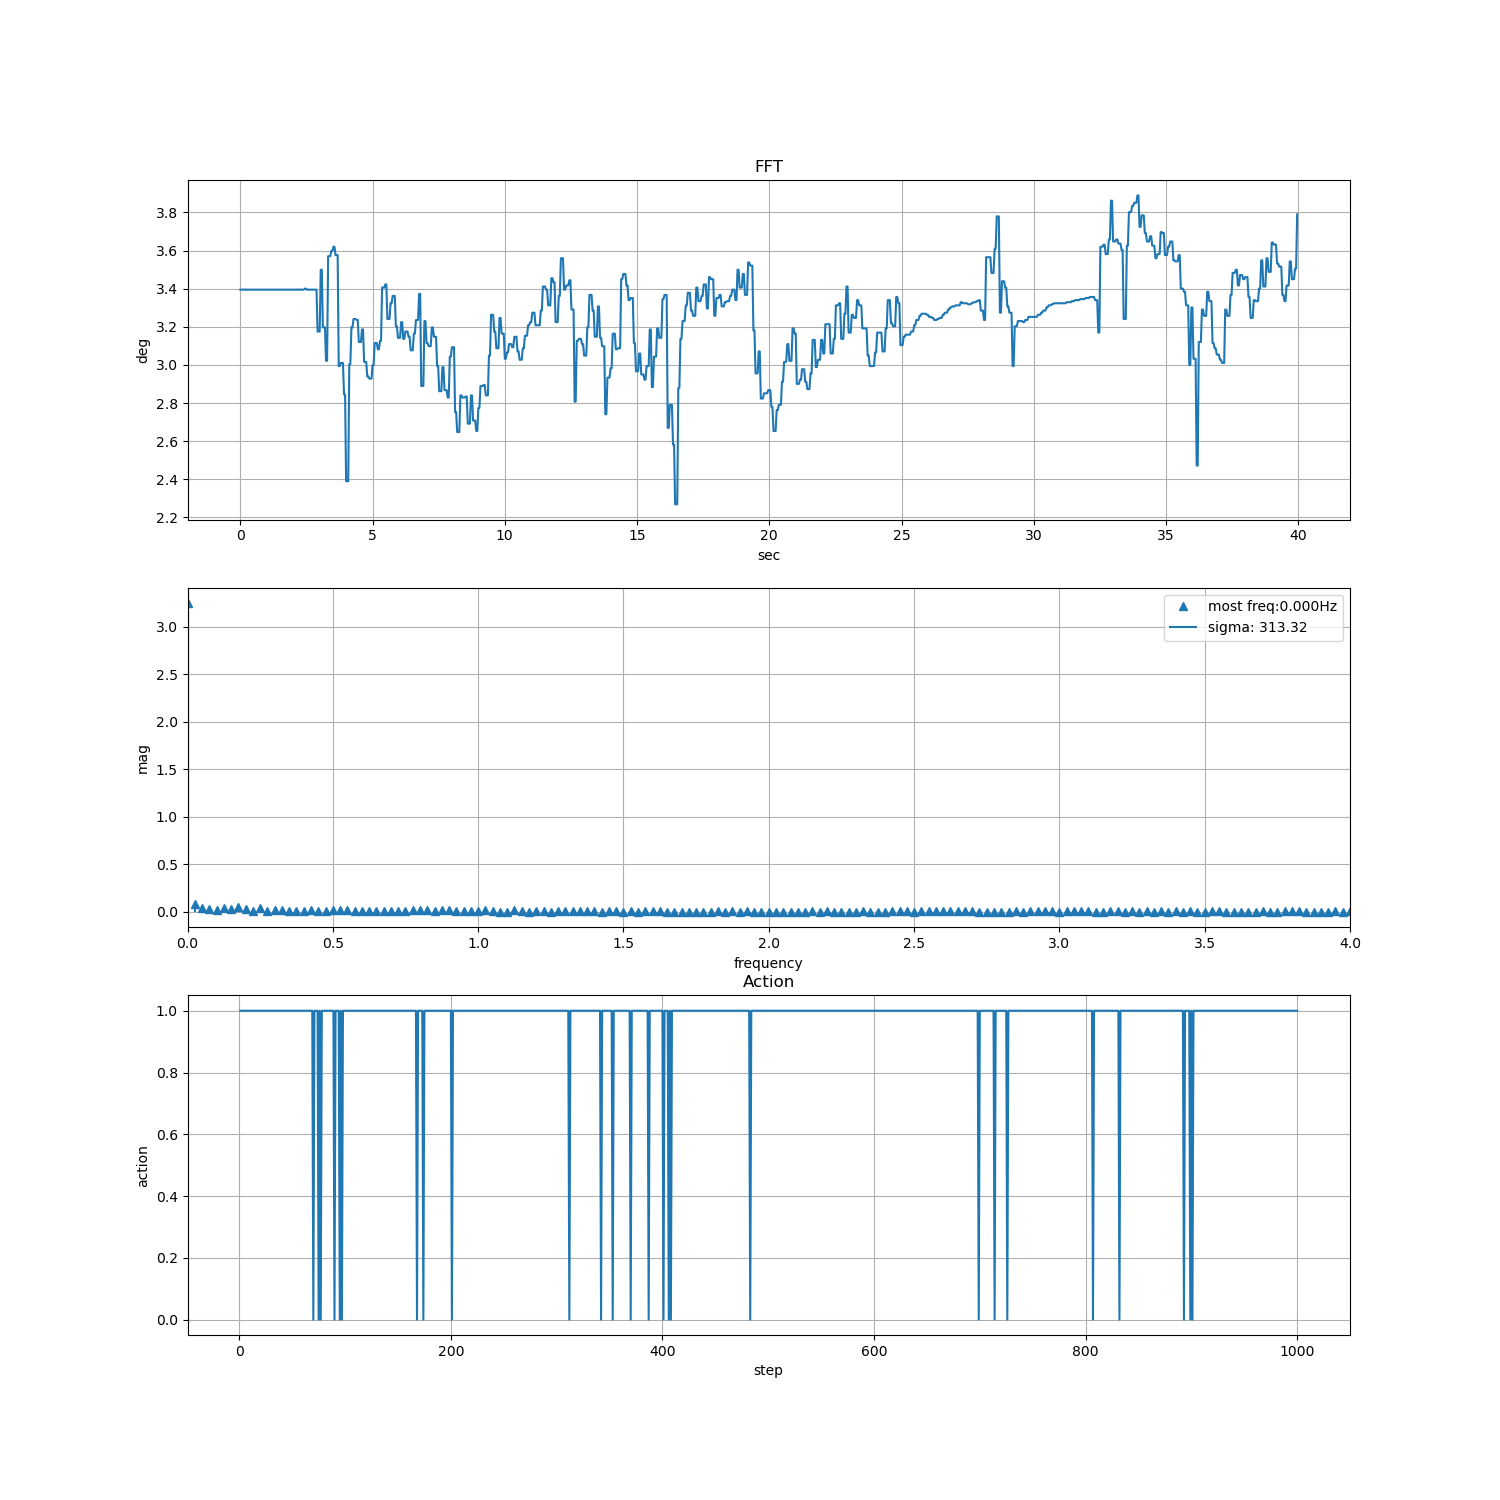 FFT
3.8
3.6
3.4
3.2
3.0
2.8
2.6
2.4
2.2
deg
0 5 10 15 20 25 30 35 40
sec
most freq:0.000Hz
sigma: 313.32
3.0
2.5
2.0
1.5
1.0
0.5
0.0
mag
0.0 0.5 1.0 1.5 2.0 2.5 3.0 3.5 4.0
frequency
Action
1.0
0.8
0.6
0.4
0.2
0.0
action
0 200 400 600 800 1000
step